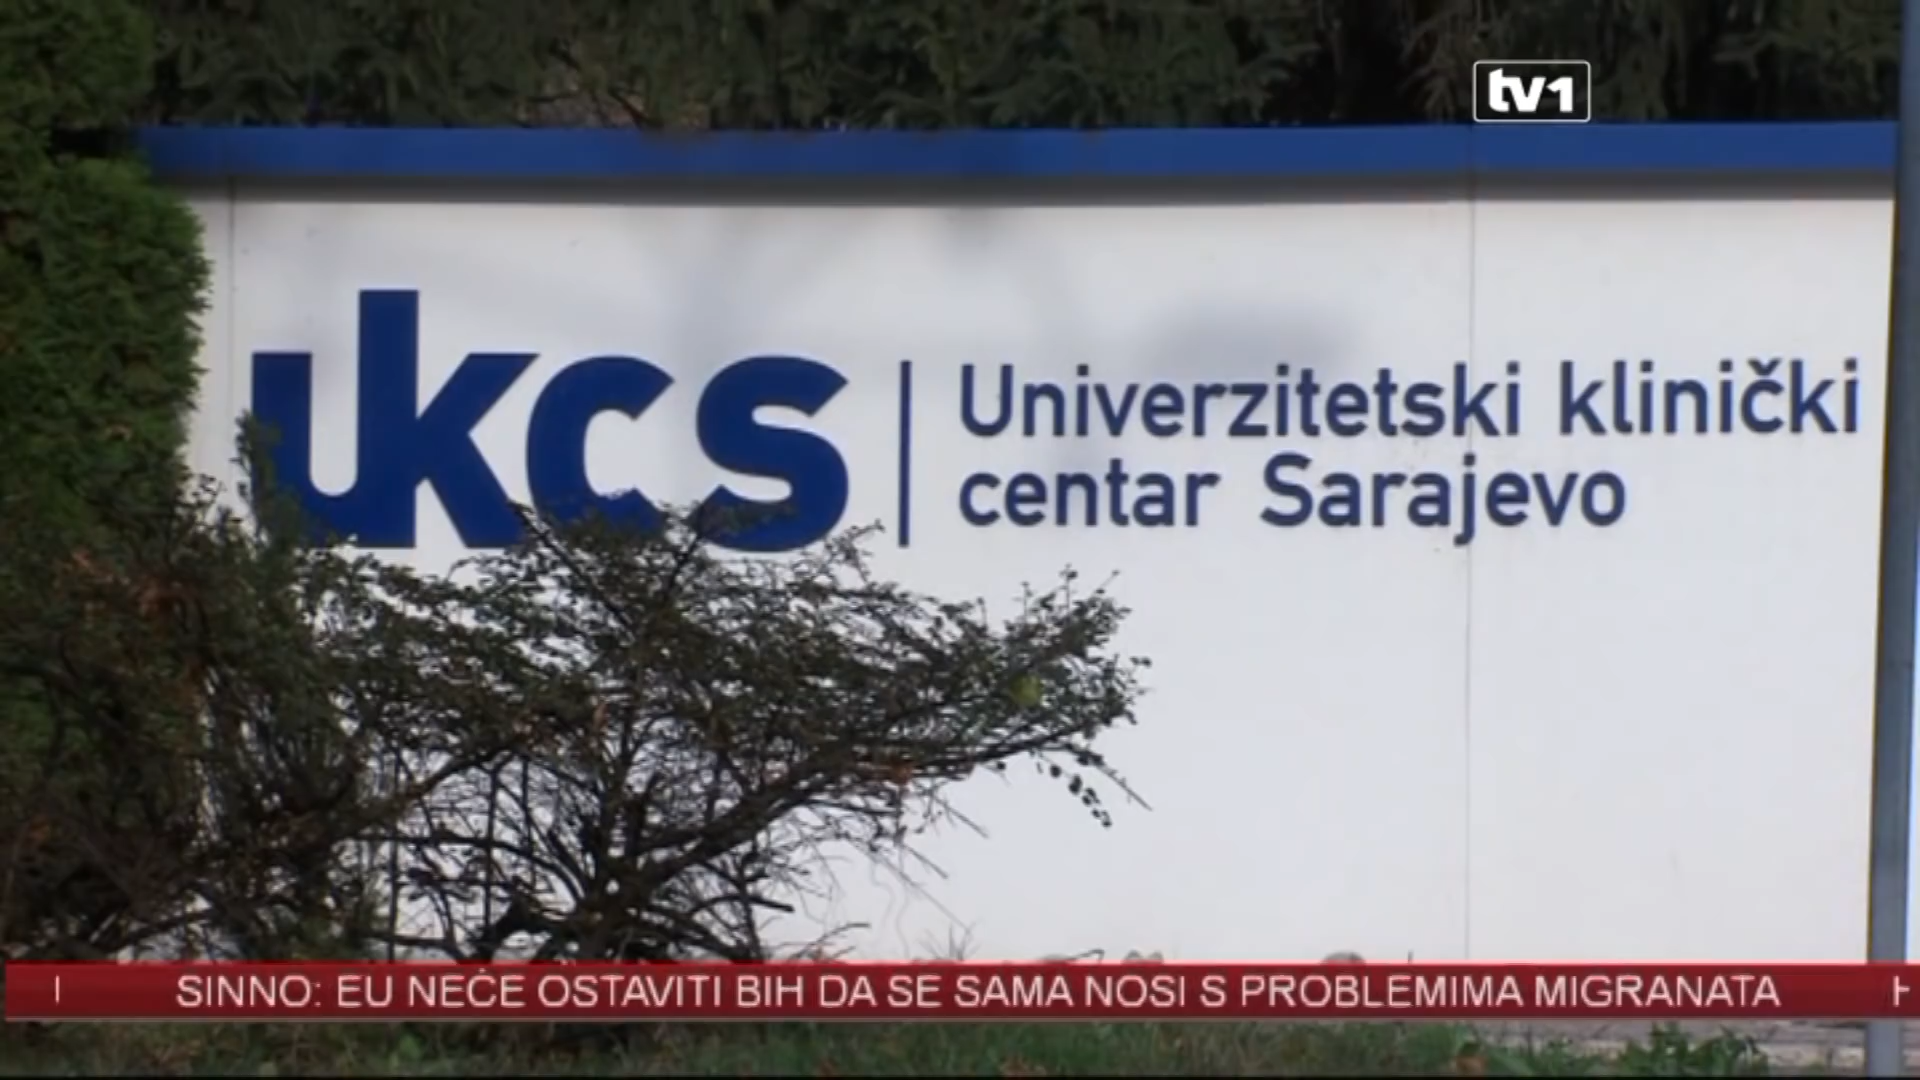 tv1
ukcs
Univerzitetski klinički
centar Sarajevo
SINNO: EU NEĆE OSTAVITI BIH DA SE SAMA NOSI S PROBLEMIMA MIGRANATA